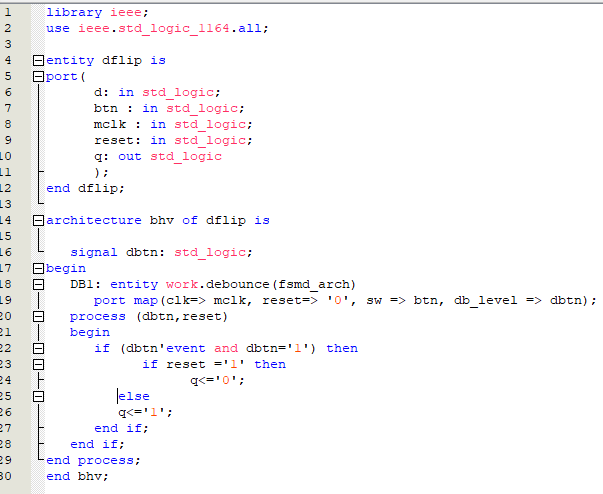 1 library ieee;
2 use ieee.std_logic_1164.all;
3
4 entity dflip is
5 port(
6 d: in std_logic;
7 btn : in std_logic;
8 mclk : in std_logic;
9 reset: in std_logic;
10 q: out std_logic
11 );
12 end dflip;
13
14 architecture bhv of dflip is
15
16 signal dbtn: std_logic;
17 begin
18 DB1: entity work.debounce(fsmd_arch)
19 port map(clk=> mclk, reset=> '0', sw => btn, db_level => dbtn);
20 process (dbtn,reset)
21 begin
22 if (dbtn'event and dbtn='1') then
23 if reset ='1' then
24 q<='0';
25 else
26 q<='1';
27 end if;
28 end if;
29 end process;
30 end bhv;